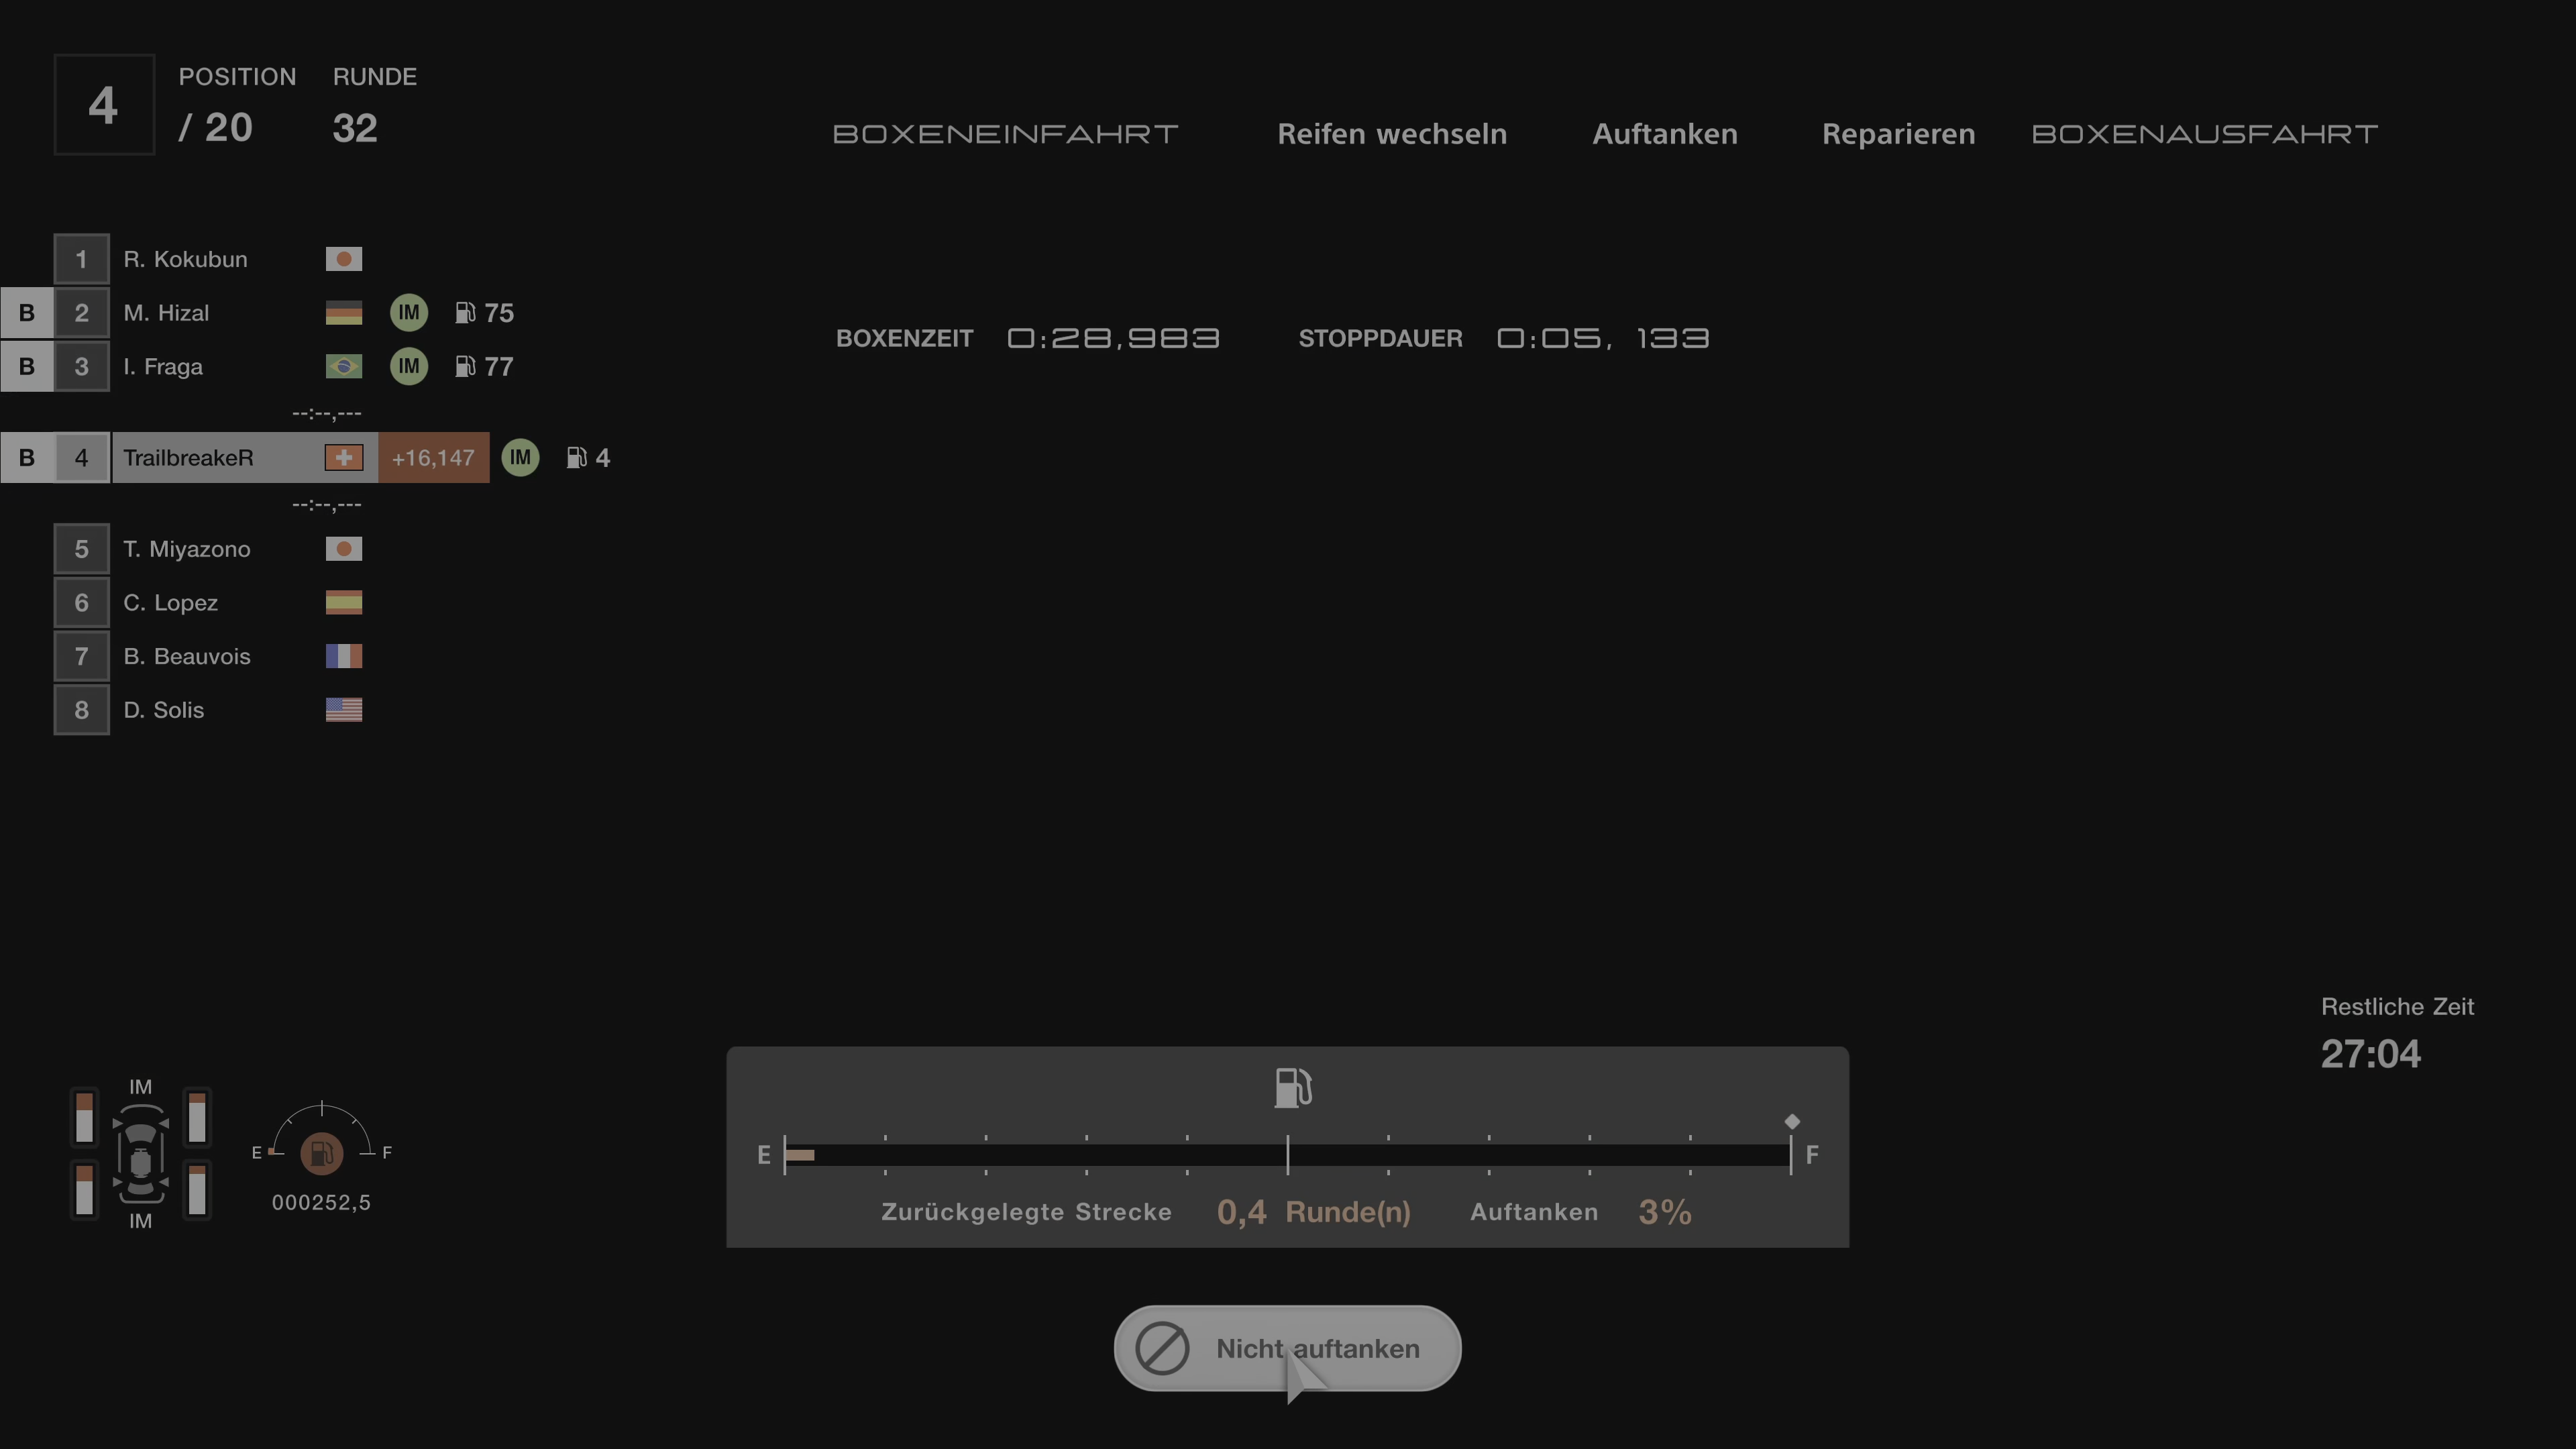 4
POSITION RUNDE
/ 20 32
BOXENEINFAHRT Reifen wechseln Auftanken Reparieren BOXENAUSFAHRT
1 R. Kokubun
B 2 M. Hizal IM 75
B 3 I. Fraga IM 77
--:--,---
B 4 TrailbreakeR +16,147 IM 4
--:--,---
5 T. Miyazono
6 C. Lopez
7 B. Beauvois
8 D. Solis
BOXENZEIT 0:28,983 STOPPDAUER 0:05,133
Restliche Zeit
27:04
IM
IM
E F
000252,5
E F
Zurückgelegte Strecke 0,4 Runde(n) Auftanken 3%
Nicht auftanken